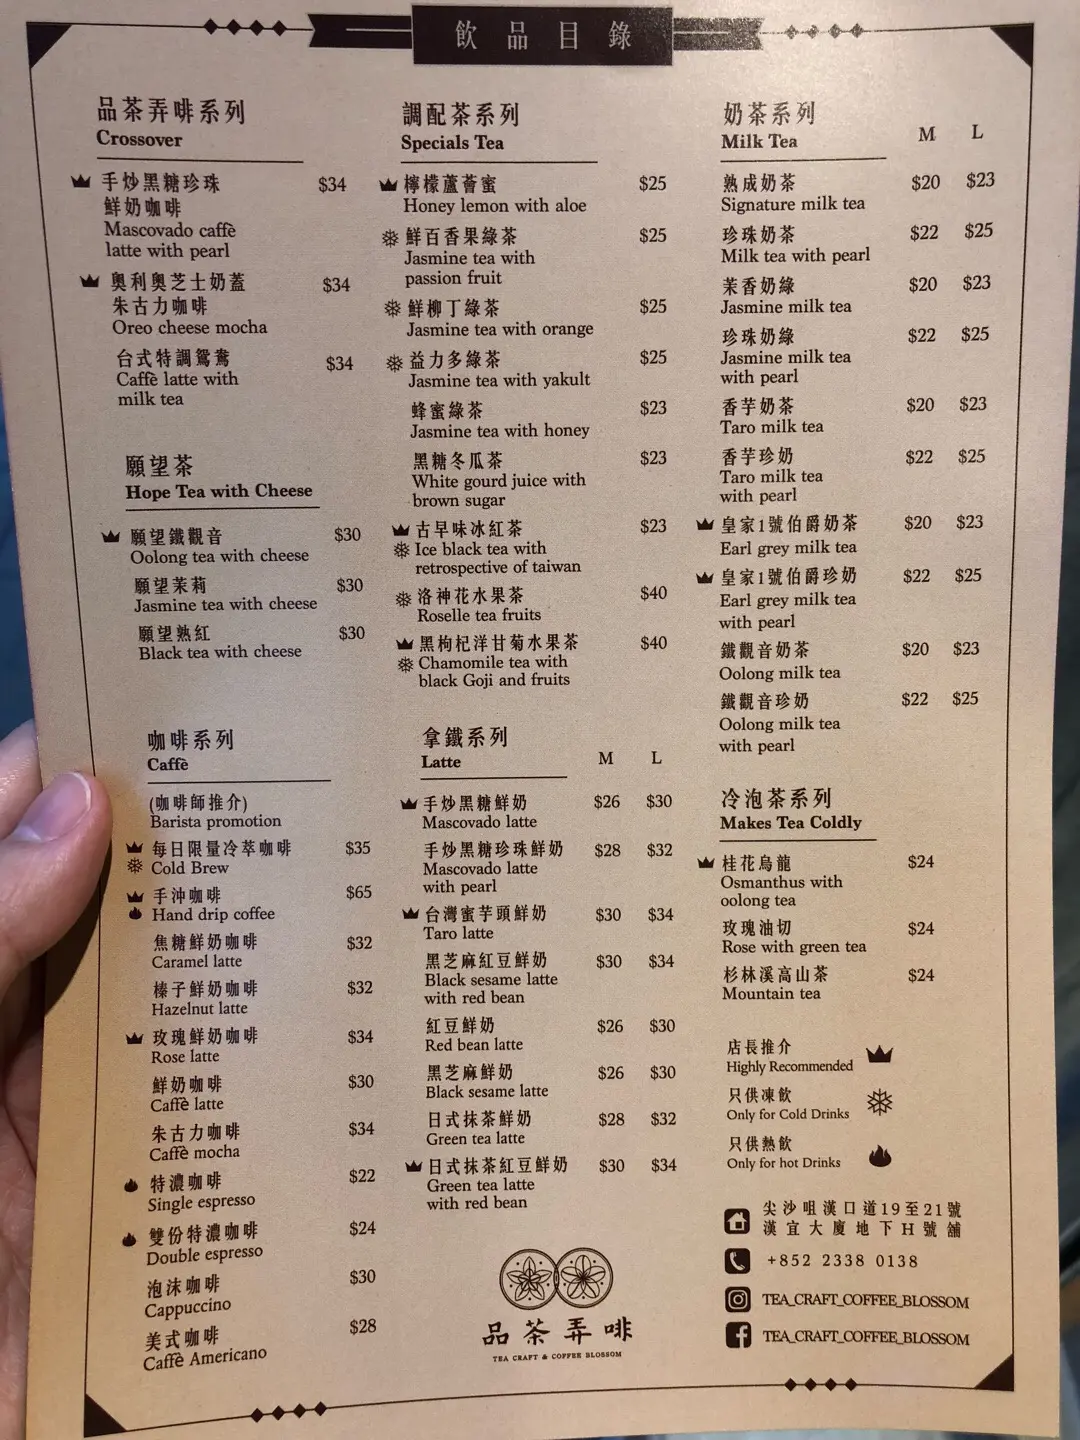 飲品目錄
品茶弄啡系列
Crossover
手炒黑糖珍珠 $34
鮮奶咖啡
Mascovado caffè
latte with pearl
奧利奧芝士奶蓋 $34
朱古力咖啡
Oreo cheese mocha
台式特調鴛鴦 $34
Caffè latte with
milk tea
願望茶
Hope Tea with Cheese
願望鐵觀音 $30
Oolong tea with cheese
願望茉莉 $30
Jasmine tea with cheese
願望熟紅 $30
Black tea with cheese
咖啡系列
Caffè
(咖啡師推介)
Barista promotion
每日限量冷萃咖啡 $35
Cold Brew
手沖咖啡 $65
Hand drip coffee
焦糖鮮奶咖啡 $32
Caramel latte
榛子鮮奶咖啡 $32
Hazelnut latte
玫瑰鮮奶咖啡 $34
Rose latte
鮮奶咖啡 $30
Caffè latte
朱古力咖啡 $34
Caffè mocha
特濃咖啡 $22
Single espresso
雙份特濃咖啡 $24
Double espresso
泡沫咖啡 $30
Cappuccino
美式咖啡 $28
Caffè Americano
調配茶系列
Specials Tea
檸檬蘆薈蜜 $25
Honey lemon with aloe
鮮百香果綠茶 $25
Jasmine tea with
passion fruit
鮮柳丁綠茶 $25
Jasmine tea with orange
益力多綠茶 $25
Jasmine tea with yakult
蜂蜜綠茶 $23
Jasmine tea with honey
黑糖冬瓜茶 $23
White gourd juice with
brown sugar
古早味冰紅茶 $23
Ice black tea with
retrospective of taiwan
洛神花水果茶 $40
Roselle tea fruits
黑枸杞洋甘菊水果茶 $40
Chamomile tea with
black Goji and fruits
拿鐵系列
Latte M L
手炒黑糖鮮奶 $26 $30
Mascovado latte
手炒黑糖珍珠鮮奶 $28 $32
Mascovado latte
with pearl
台灣蜜芋頭鮮奶 $30 $34
Taro latte
黑芝麻紅豆鮮奶 $30 $34
Black sesame latte
with red bean
紅豆鮮奶 $26 $30
Red bean latte
黑芝麻鮮奶 $26 $30
Black sesame latte
日式抹茶鮮奶 $28 $32
Green tea latte
日式抹茶紅豆鮮奶 $30 $34
Green tea latte
with red bean
品茶弄啡
TEA CRAFT & COFFEE BLOSSOM
奶茶系列
Milk Tea M L
熟成奶茶 $20 $23
Signature milk tea
珍珠奶茶 $22 $25
Milk tea with pearl
茉香奶綠 $20 $23
Jasmine milk tea
珍珠奶綠 $22 $25
Jasmine milk tea
with pearl
香芋奶茶 $20 $23
Taro milk tea
香芋珍奶 $22 $25
Taro milk tea
with pearl
皇家1號伯爵奶茶 $20 $23
Earl grey milk tea
皇家1號伯爵珍奶 $22 $25
Earl grey milk tea
with pearl
鐵觀音奶茶 $20 $23
Oolong milk tea
鐵觀音珍奶 $22 $25
Oolong milk tea
with pearl
冷泡茶系列
Makes Tea Coldly
桂花烏龍 $24
Osmanthus with
oolong tea
玫瑰油切 $24
Rose with green tea
杉林溪高山茶 $24
Mountain tea
店長推介
Highly Recommended
只供凍飲
Only for Cold Drinks
只供熱飲
Only for hot Drinks
尖沙咀漢口道19至21號
漢宜大廈地下H號舖
+852 2338 0138
TEA_CRAFT_COFFEE_BLOSSOM
TEA_CRAFT_COFFEE_BLOSSOM